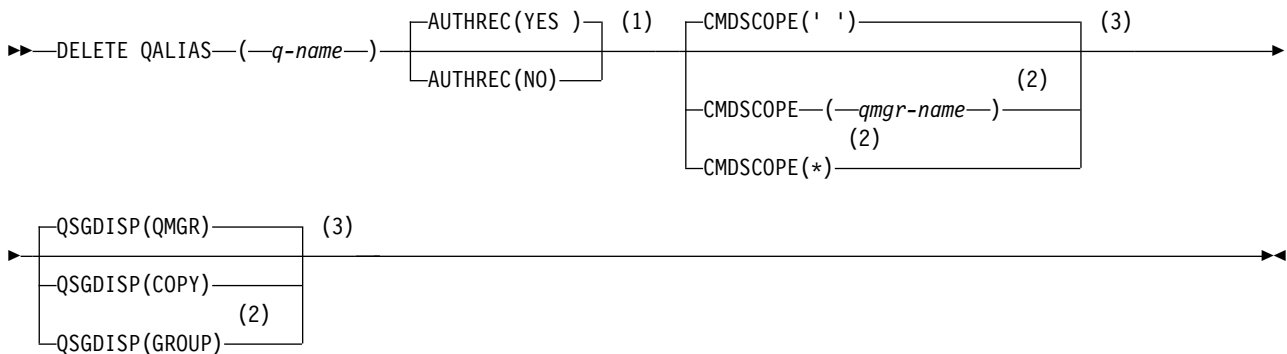 AUTHREC(YES ) (1) CMDSCOPE(' ') (3)
DELETE QALIAS ( q-name )
AUTHREC(NO) (2)
CMDSCOPE ( qmgr-name )
(2)
CMDSCOPE(*)
QSGDISP(QMGR) (3)
QSGDISP(COPY)
(2)
QSGDISP(GROUP)